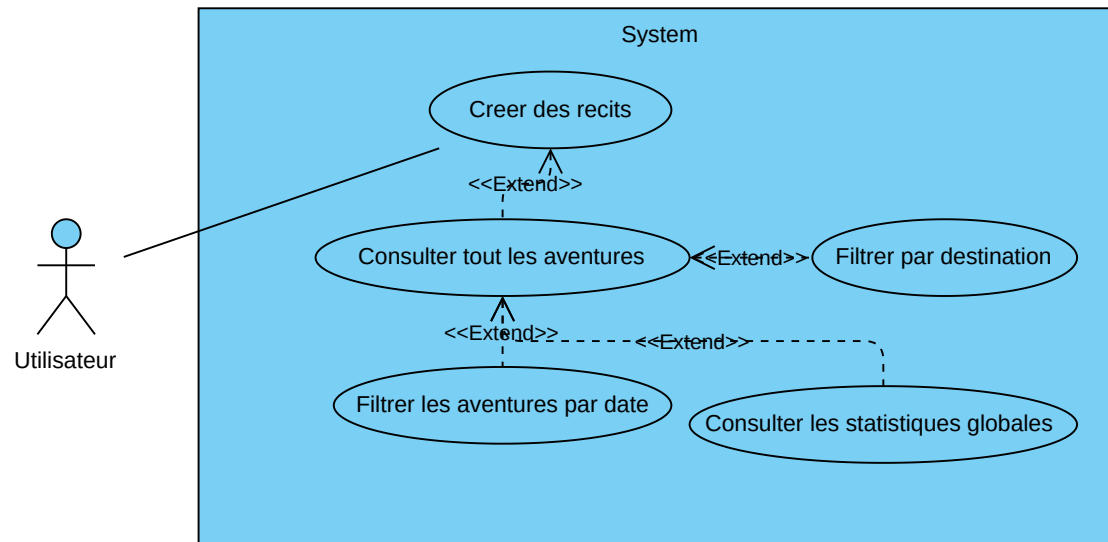 System
Creer des recits
<<Extend>>
Consulter tout les aventures
<<Extend>>
Filtrer par destination
Utilisateur
<<Extend>>
<<Extend>>
Filtrer les aventures par date
Consulter les statistiques globales